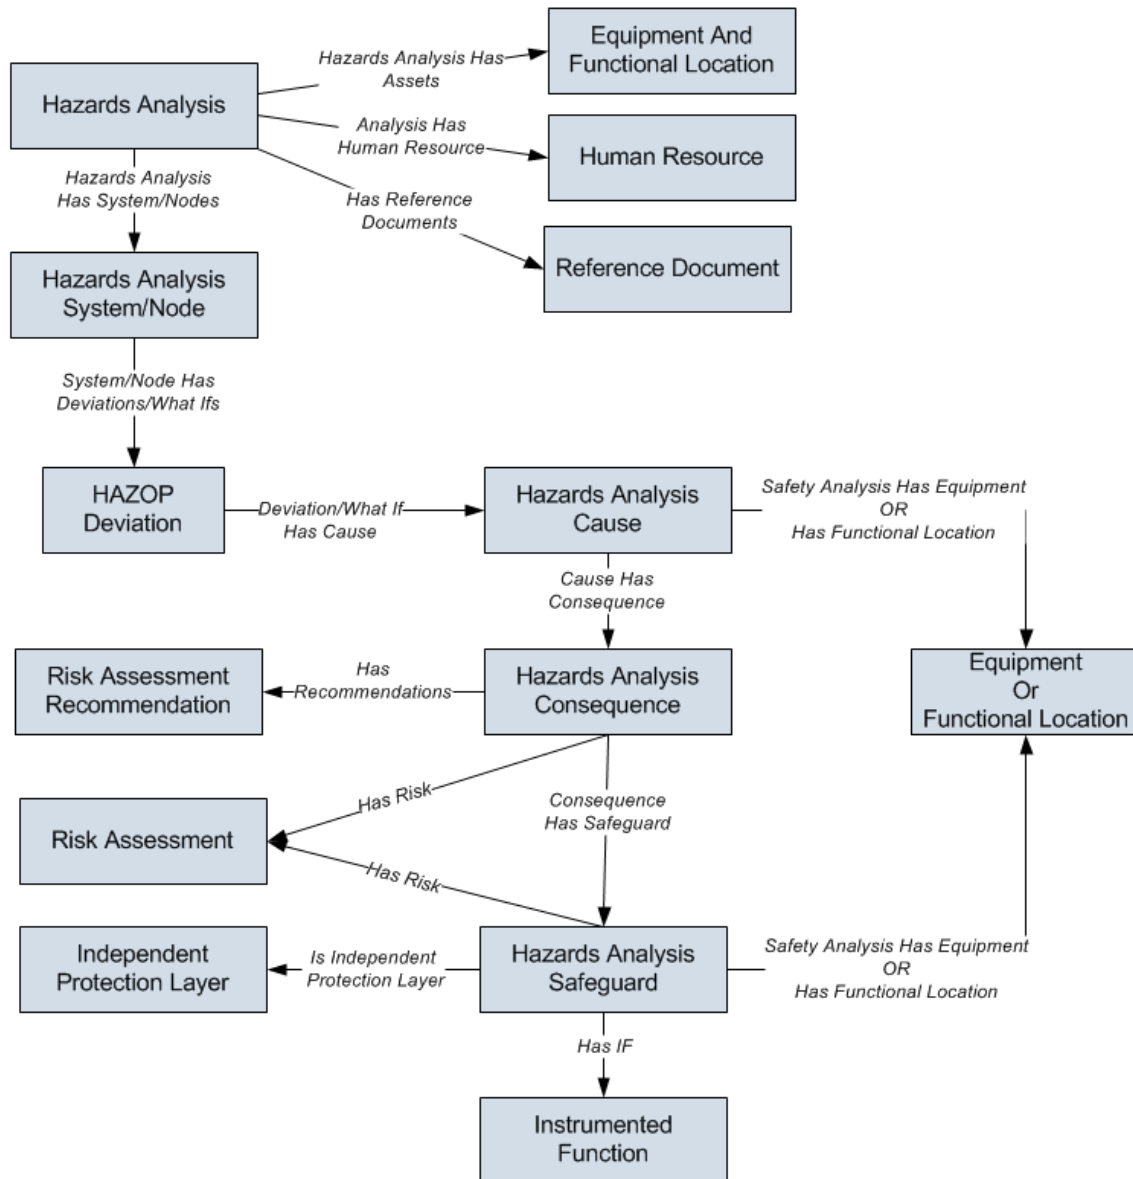 Equipment And
Functional Location
Hazards Analysis Has
Assets
Hazards Analysis
Analysis Has
Human Resource
Human Resource
Hazards Analysis
Has System/Nodes
Has Reference
Documents
Reference Document
Hazards Analysis
System/Node
System/Node Has
Deviations/What Ifs
HAZOP
Deviation
Deviation/What If
Has Cause
Hazards Analysis
Cause
Safety Analysis Has Equipment
OR
Has Functional Location
Cause Has
Consequence
Risk Assessment
Recommendation
Has
Recommendations
Hazards Analysis
Consequence
Equipment
Or
Functional Location
Has Risk
Consequence
Has Safeguard
Risk Assessment
Has Risk
Independent
Protection Layer
Is Independent
Protection Layer
Hazards Analysis
Safeguard
Safety Analysis Has Equipment
OR
Has Functional Location
Has IF
Instrumented
Function